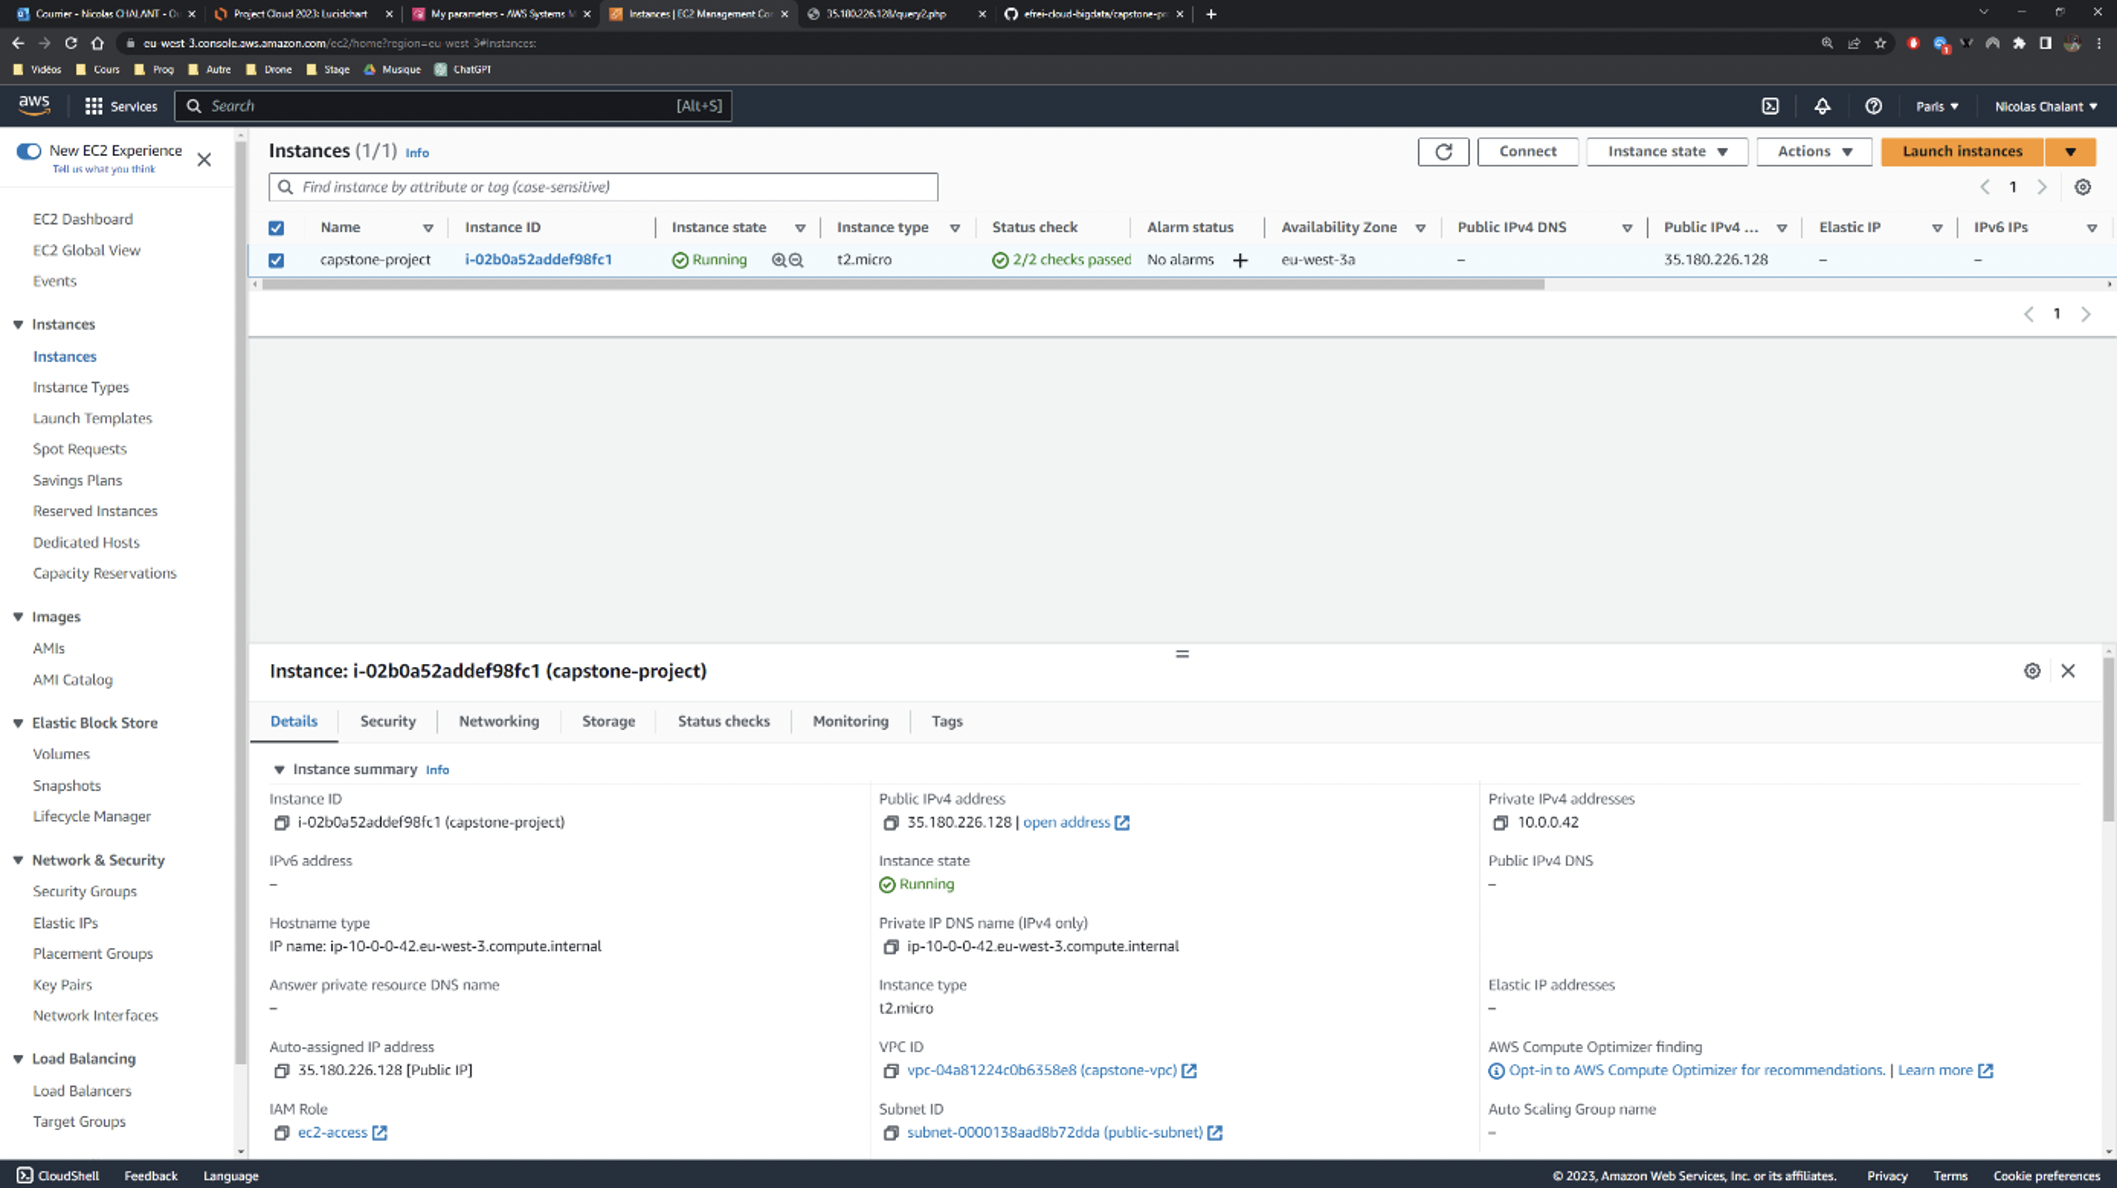 Courrier - Nicolas CHALANT - Ou
Project Cloud 2023: Lucidchart
My parameters - AWS Systems M
Instances | EC2 Management Con
35.180.226.128/query2.php
efrei-cloud-bigdata/capstone-pr
eu-west-3.console.aws.amazon.com/ec2/home?region=eu-west-3#Instances:
Vidéos
Cours
Prog
Autre
Drone
Stage
Musique
ChatGPT
aws
Services
Search
[Alt+S]
Paris
Nicolas Chalant
New EC2 Experience
Tell us what you think
EC2 Dashboard
EC2 Global View
Events
Instances
Instances
Instance Types
Launch Templates
Spot Requests
Savings Plans
Reserved Instances
Dedicated Hosts
Capacity Reservations
Images
AMIs
AMI Catalog
Elastic Block Store
Volumes
Snapshots
Lifecycle Manager
Network & Security
Security Groups
Elastic IPs
Placement Groups
Key Pairs
Network Interfaces
Load Balancing
Load Balancers
Target Groups
Instances (1/1) Info
Connect
Instance state
Actions
Launch instances
Find instance by attribute or tag (case-sensitive)
1
Name Instance ID Instance state Instance type Status check Alarm status Availability Zone Public IPv4 DNS Public IPv4 ... Elastic IP IPv6 IPs
capstone-project i-02b0a52addef98fc1 Running t2.micro 2/2 checks passed No alarms + eu-west-3a – 35.180.226.128 – –
1
Instance: i-02b0a52addef98fc1 (capstone-project)
Details Security Networking Storage Status checks Monitoring Tags
Instance summary Info
Instance ID
i-02b0a52addef98fc1 (capstone-project)
Public IPv4 address
35.180.226.128 | open address
Private IPv4 addresses
10.0.0.42
IPv6 address
–
Instance state
Running
Public IPv4 DNS
–
Hostname type
IP name: ip-10-0-0-42.eu-west-3.compute.internal
Private IP DNS name (IPv4 only)
ip-10-0-0-42.eu-west-3.compute.internal
Answer private resource DNS name
–
Instance type
t2.micro
Elastic IP addresses
–
Auto-assigned IP address
35.180.226.128 [Public IP]
VPC ID
vpc-04a81224c0b6358e8 (capstone-vpc)
AWS Compute Optimizer finding
Opt-in to AWS Compute Optimizer for recommendations. | Learn more
IAM Role
ec2-access
Subnet ID
subnet-0000138aad8b72dda (public-subnet)
Auto Scaling Group name
–
CloudShell
Feedback
Language
© 2023, Amazon Web Services, Inc. or its affiliates.
Privacy
Terms
Cookie preferences